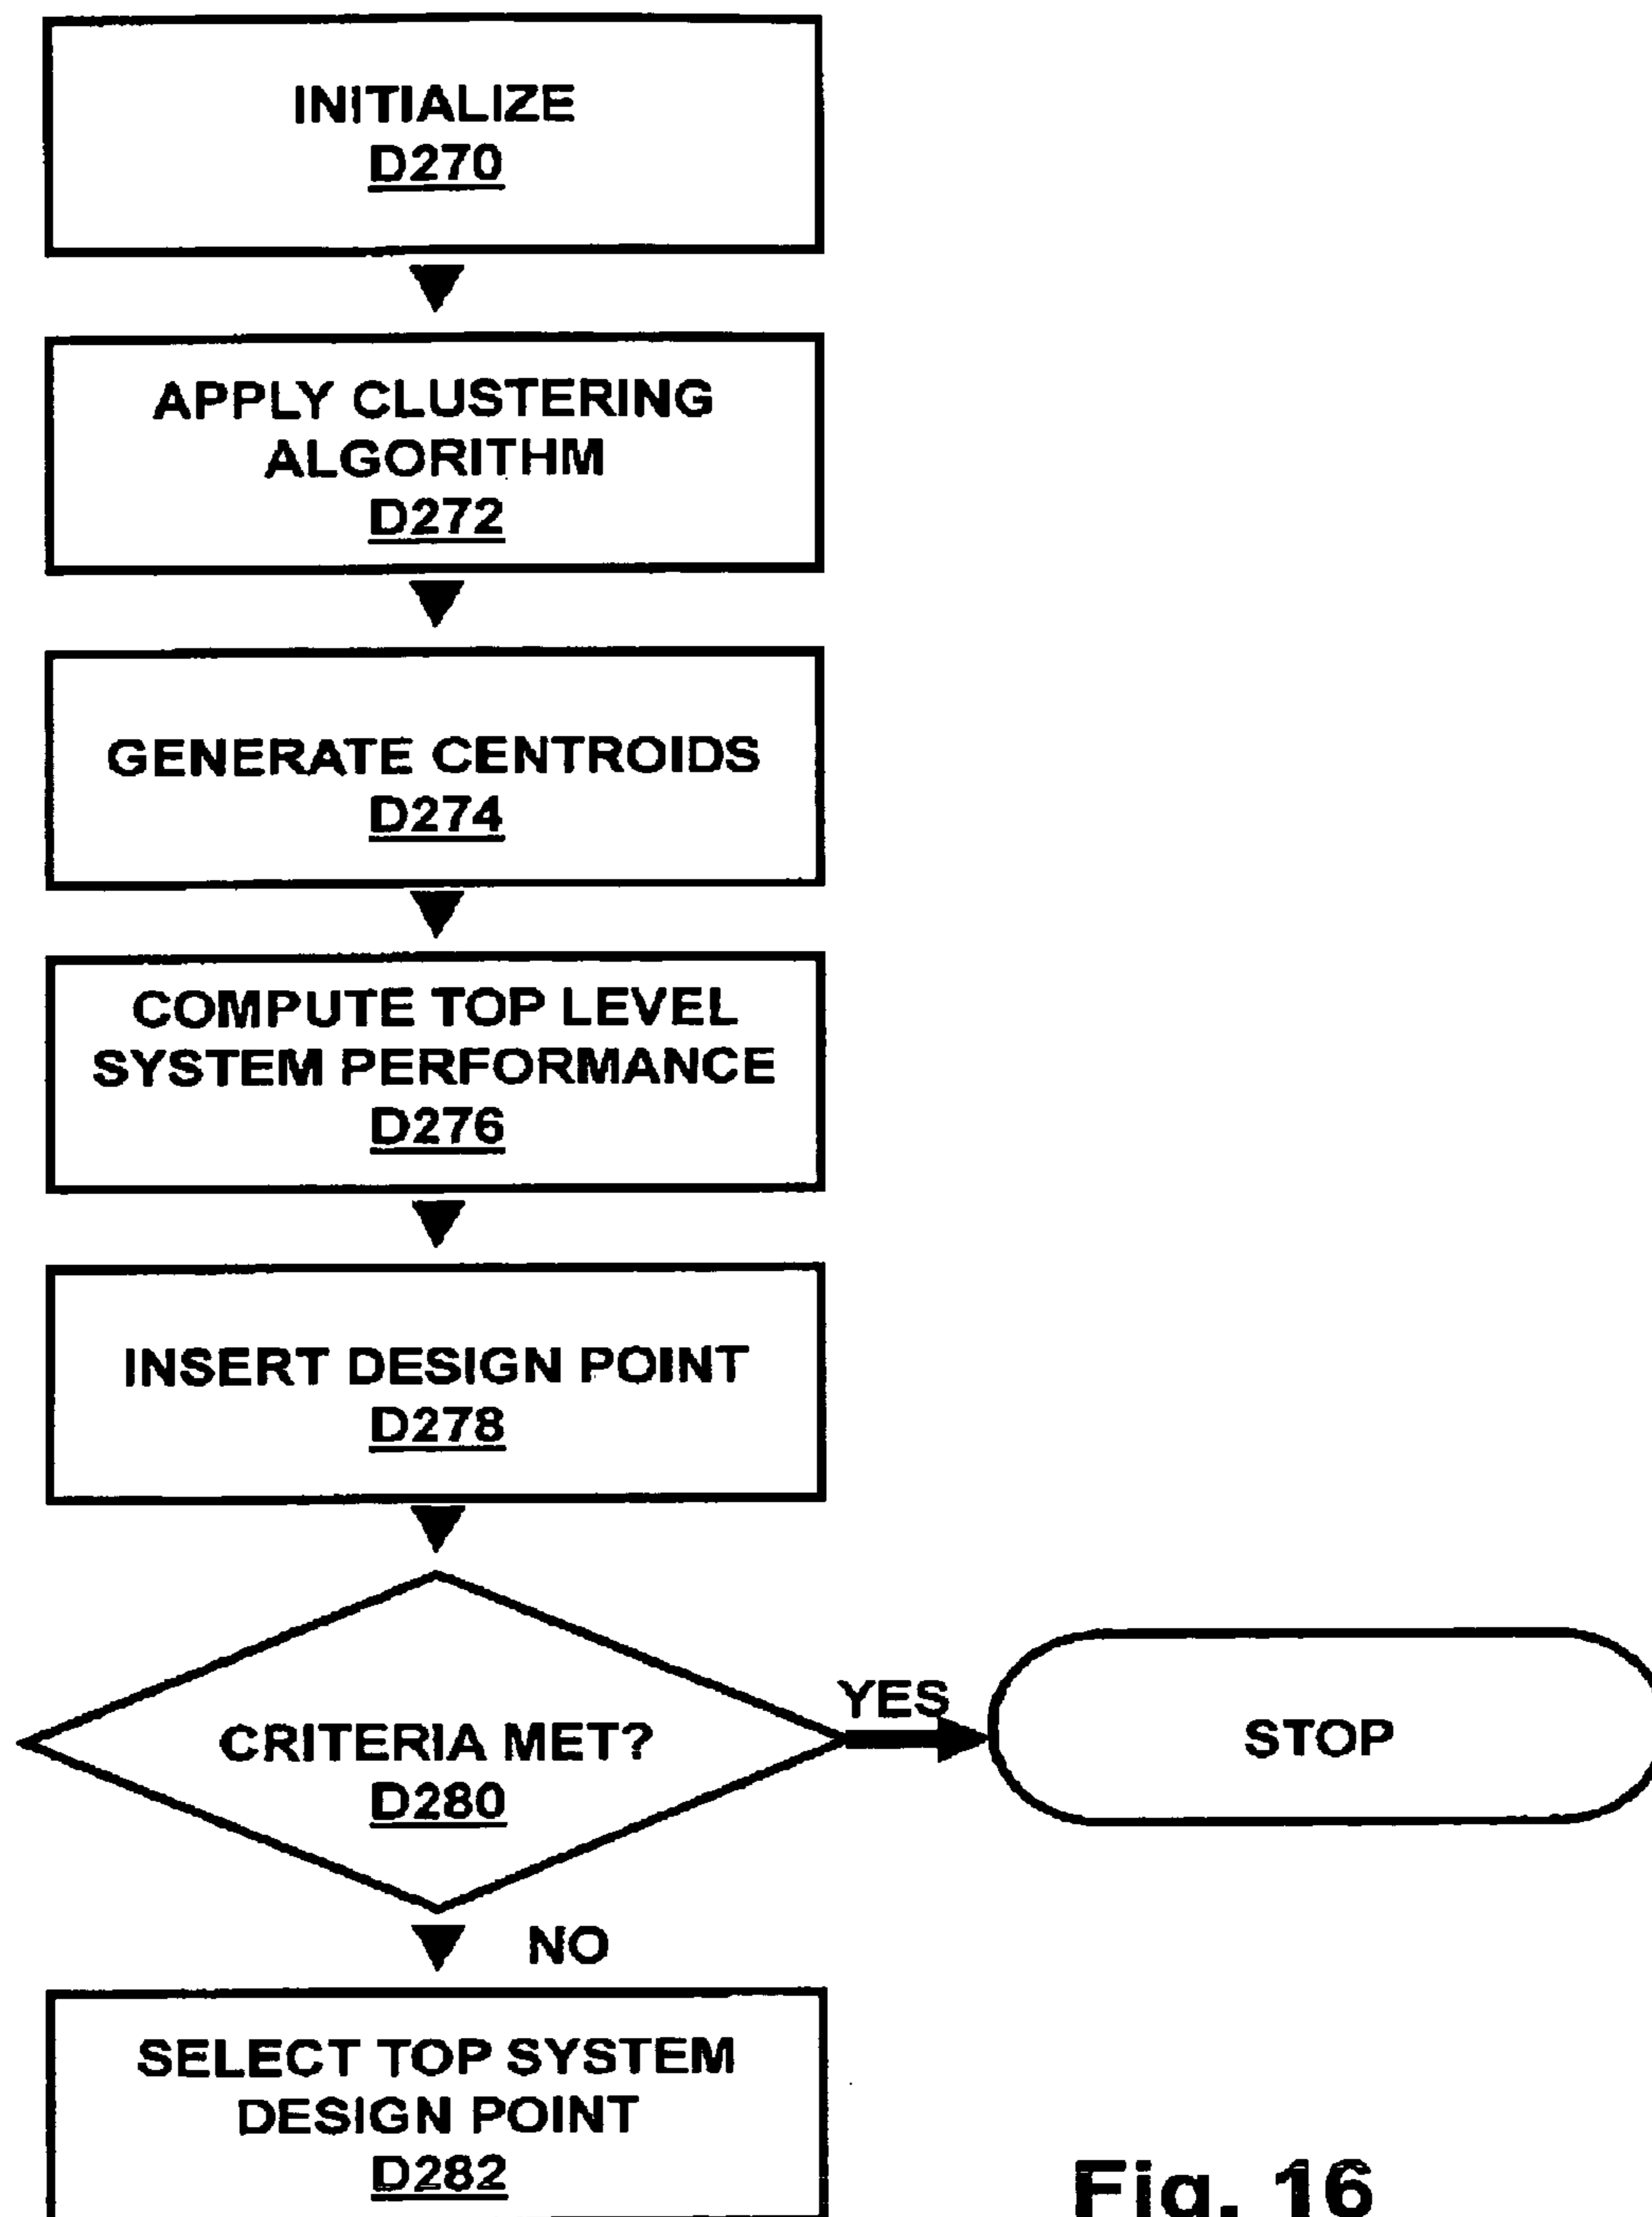 INITIALIZE
D270
APPLY CLUSTERING
ALGORITHM
D272
GENERATE CENTROIDS
D274
COMPUTE TOP LEVEL
SYSTEM PERFORMANCE
D276
INSERT DESIGN POINT
D278
CRITERIA MET?
D280
YES
STOP
NO
SELECT TOP SYSTEM
DESIGN POINT
D282
Fig. 16